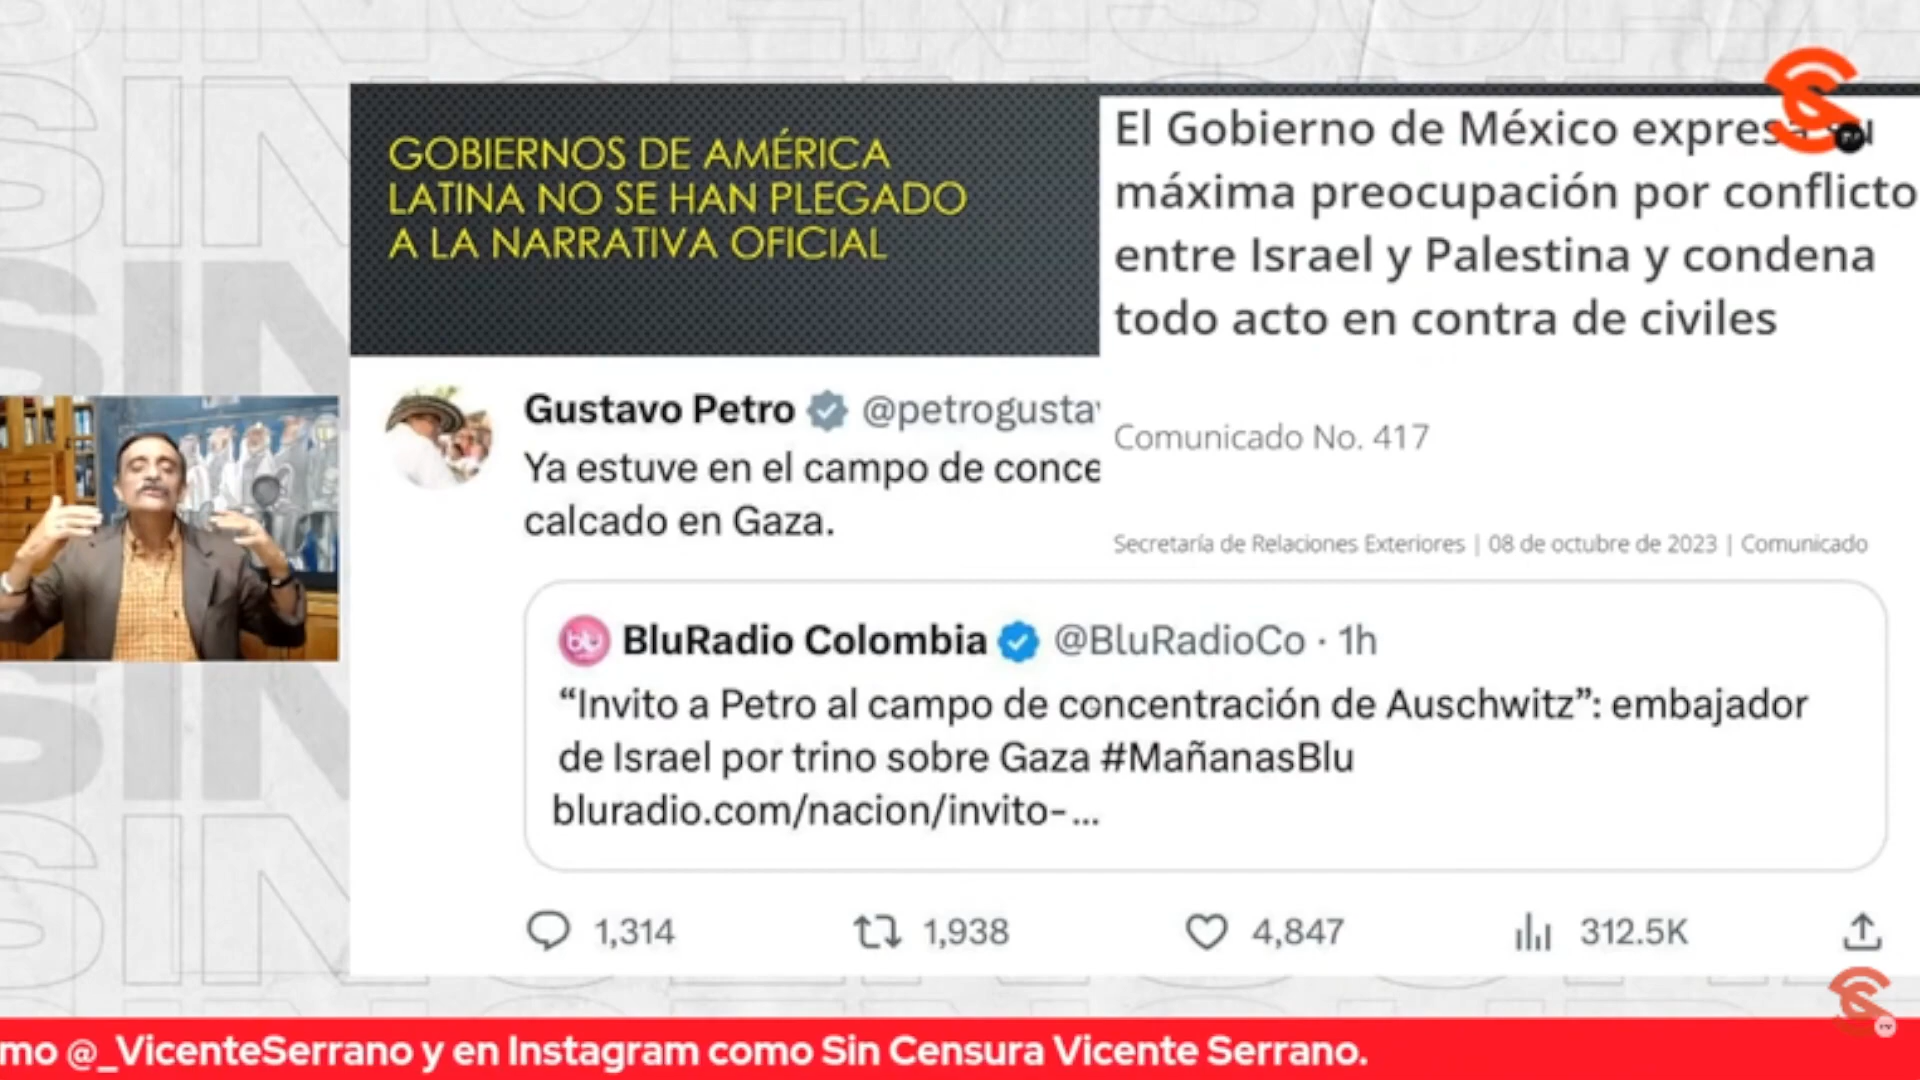 GOBIERNOS DE AMÉRICA
LATINA NO SE HAN PLEGADO
A LA NARRATIVA OFICIAL
El Gobierno de México expresa su
máxima preocupación por conflicto
entre Israel y Palestina y condena
todo acto en contra de civiles
Comunicado No. 417
Secretaría de Relaciones Exteriores | 08 de octubre de 2023 | Comunicado
Gustavo Petro @petrogusta
Ya estuve en el campo de conce
calcado en Gaza.
blu BluRadio Colombia @BluRadioCo · 1h
“Invito a Petro al campo de concentración de Auschwitz”: embajador
de Israel por trino sobre Gaza #MañanasBlu
bluradio.com/nacion/invito-...
1,314 1,938 4,847 312.5K
mo @_VicenteSerrano y en Instagram como Sin Censura Vicente Serrano.